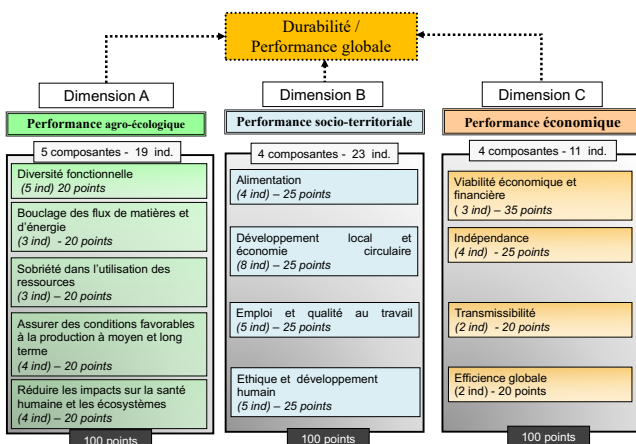 Durabilité /
Performance globale
Dimension A
Performance agro-écologique
5 composantes - 19 ind.
Diversité fonctionnelle
(5 ind) 20 points
Bouclage des flux de matières et
d'énergie
(3 ind) - 20 points
Sobriété dans l'utilisation des
ressources
(3 ind) – 20 points
Assurer des conditions favorables
à la production à moyen et long
terme
(4 ind) – 20 points
Réduire les impacts sur la santé
humaine et les écosystèmes
(4 ind) – 20 points
100 points
Dimension B
Performance socio-territoriale
4 composantes - 23 ind.
Alimentation
(4 ind) – 25 points
Développement local et
économie circulaire
(8 ind) – 25 points
Emploi et qualité au travail
(5 ind) – 25 points
Ethique et développement
humain
(5 ind) – 25 points
100 points
Dimension C
Performance économique
4 composantes - 11 ind.
Viabilité économique et
financière
( 3 ind) – 35 points
Indépendance
(4 ind) - 25 points
Transmissibilité
(2 ind) - 20 points
Efficience globale
(2 ind) - 20 points
100 points